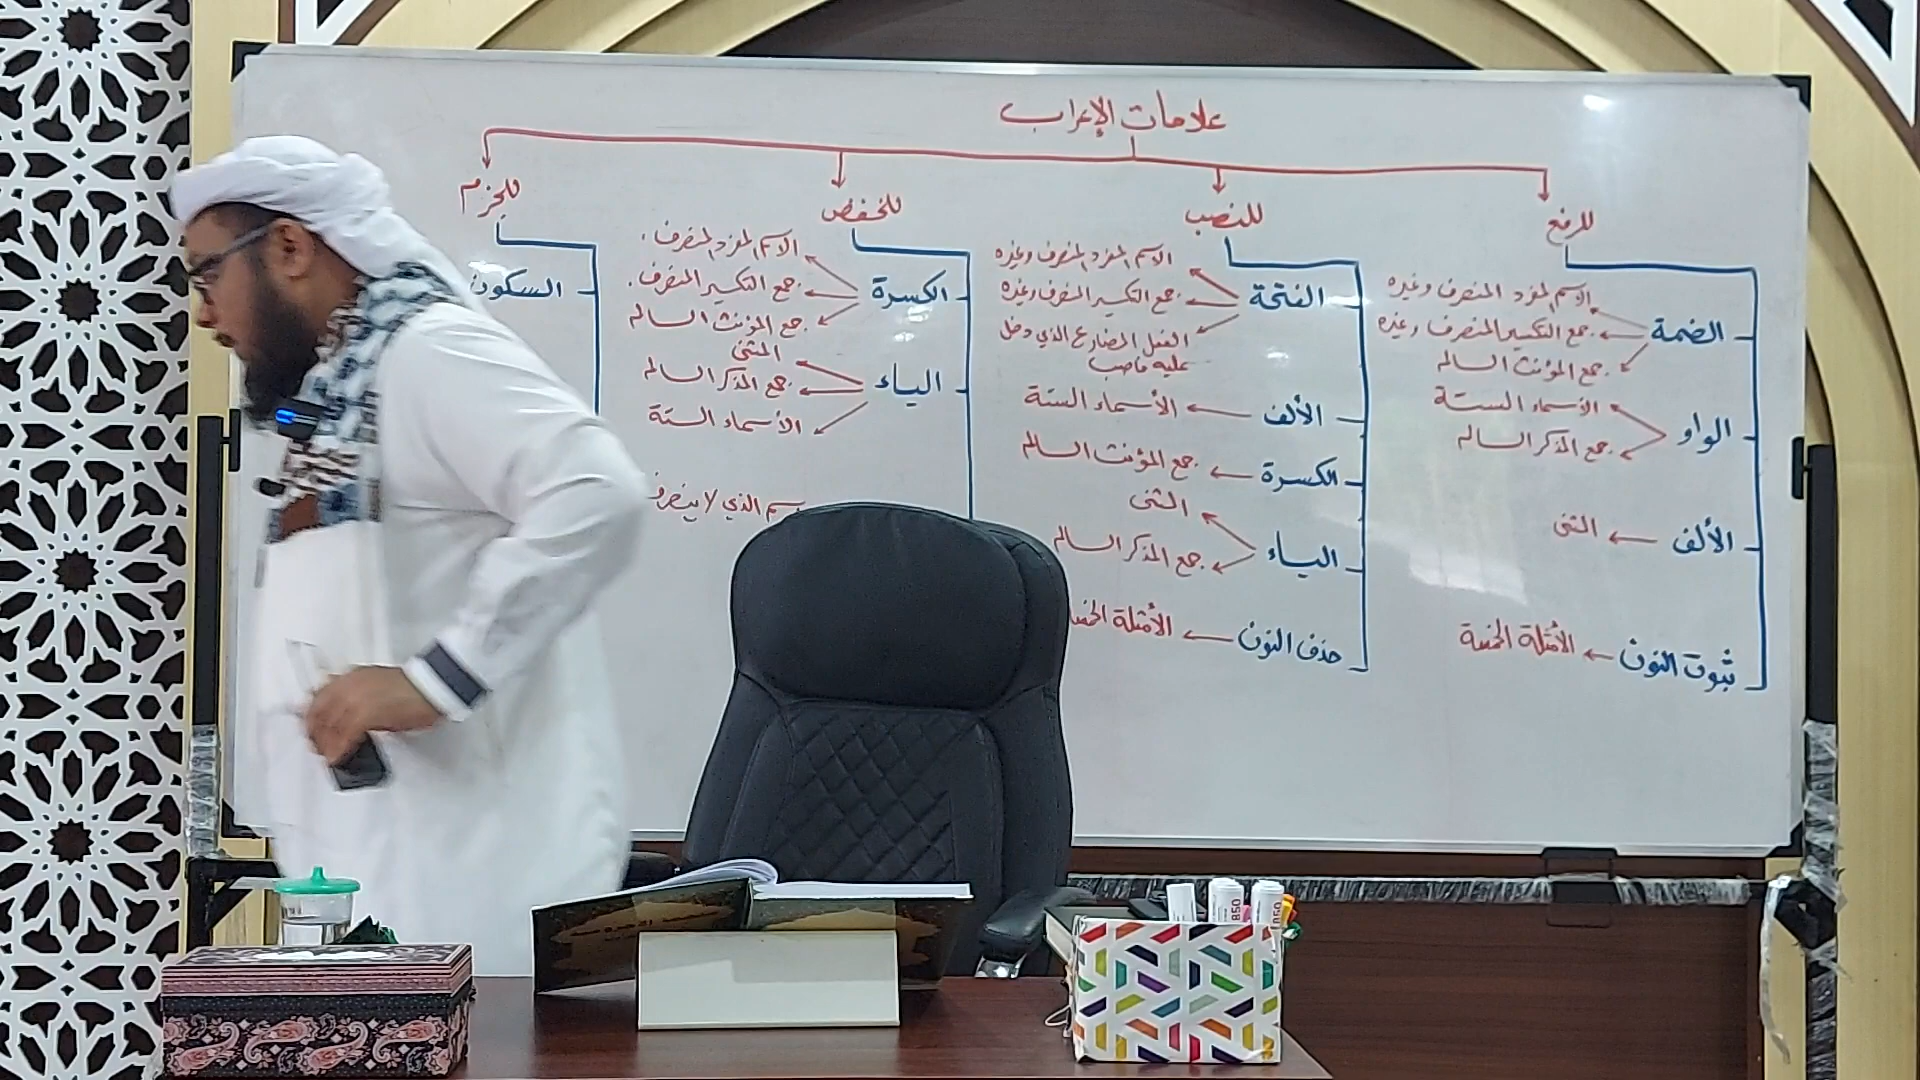 علامات الإعراب
للرفع
الضمة
الاسم المفرد المنصرف وغيره
جمع التكسير المنصرف وغيره
جمع المؤنث السالم
الواو
الأسماء الستة
جمع المذكر السالم
الألف
المثنى
ثبوت النون
الأمثلة الخمسة
للنصب
الفتحة
الاسم المفرد المنصرف وغيره
جمع التكسير المنصرف وغيره
الفعل المضارع الذي دخل
عليه ناصب
الألف
الأسماء الستة
الكسرة
جمع المؤنث السالم
الياء
المثنى
جمع المذكر السالم
حذف النون
الأمثلة
للخفض
الكسرة
الاسم المفرد المنصرف
جمع التكسير المنصرف
جمع المؤنث السالم
الياء
المثنى
جمع المذكر السالم
الأسماء الستة
الذي لا ينصرف
للجزم
السكون